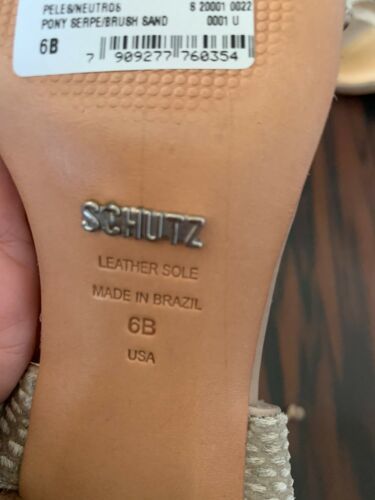 PELES/NEUTROS S 20001 0022
PONY SERPE/BRUSH SAND 0001 U
6B
7 909277 760354
SCHUTZ
LEATHER SOLE
MADE IN BRAZIL
6B
USA